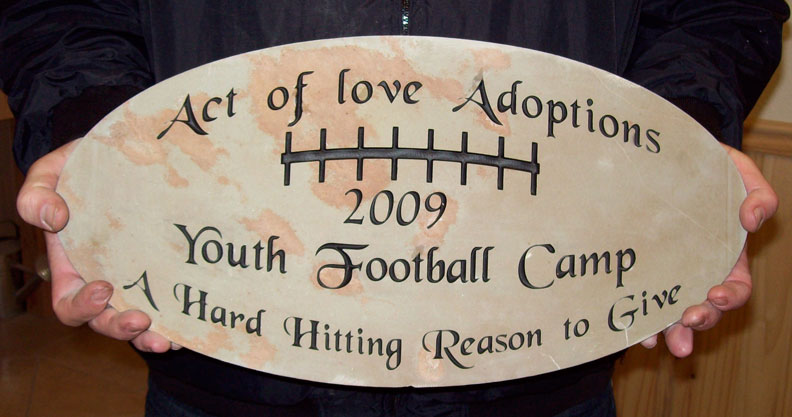 Act of love Adoptions
2009
Youth Football Camp
A Hard Hitting Reason to Give